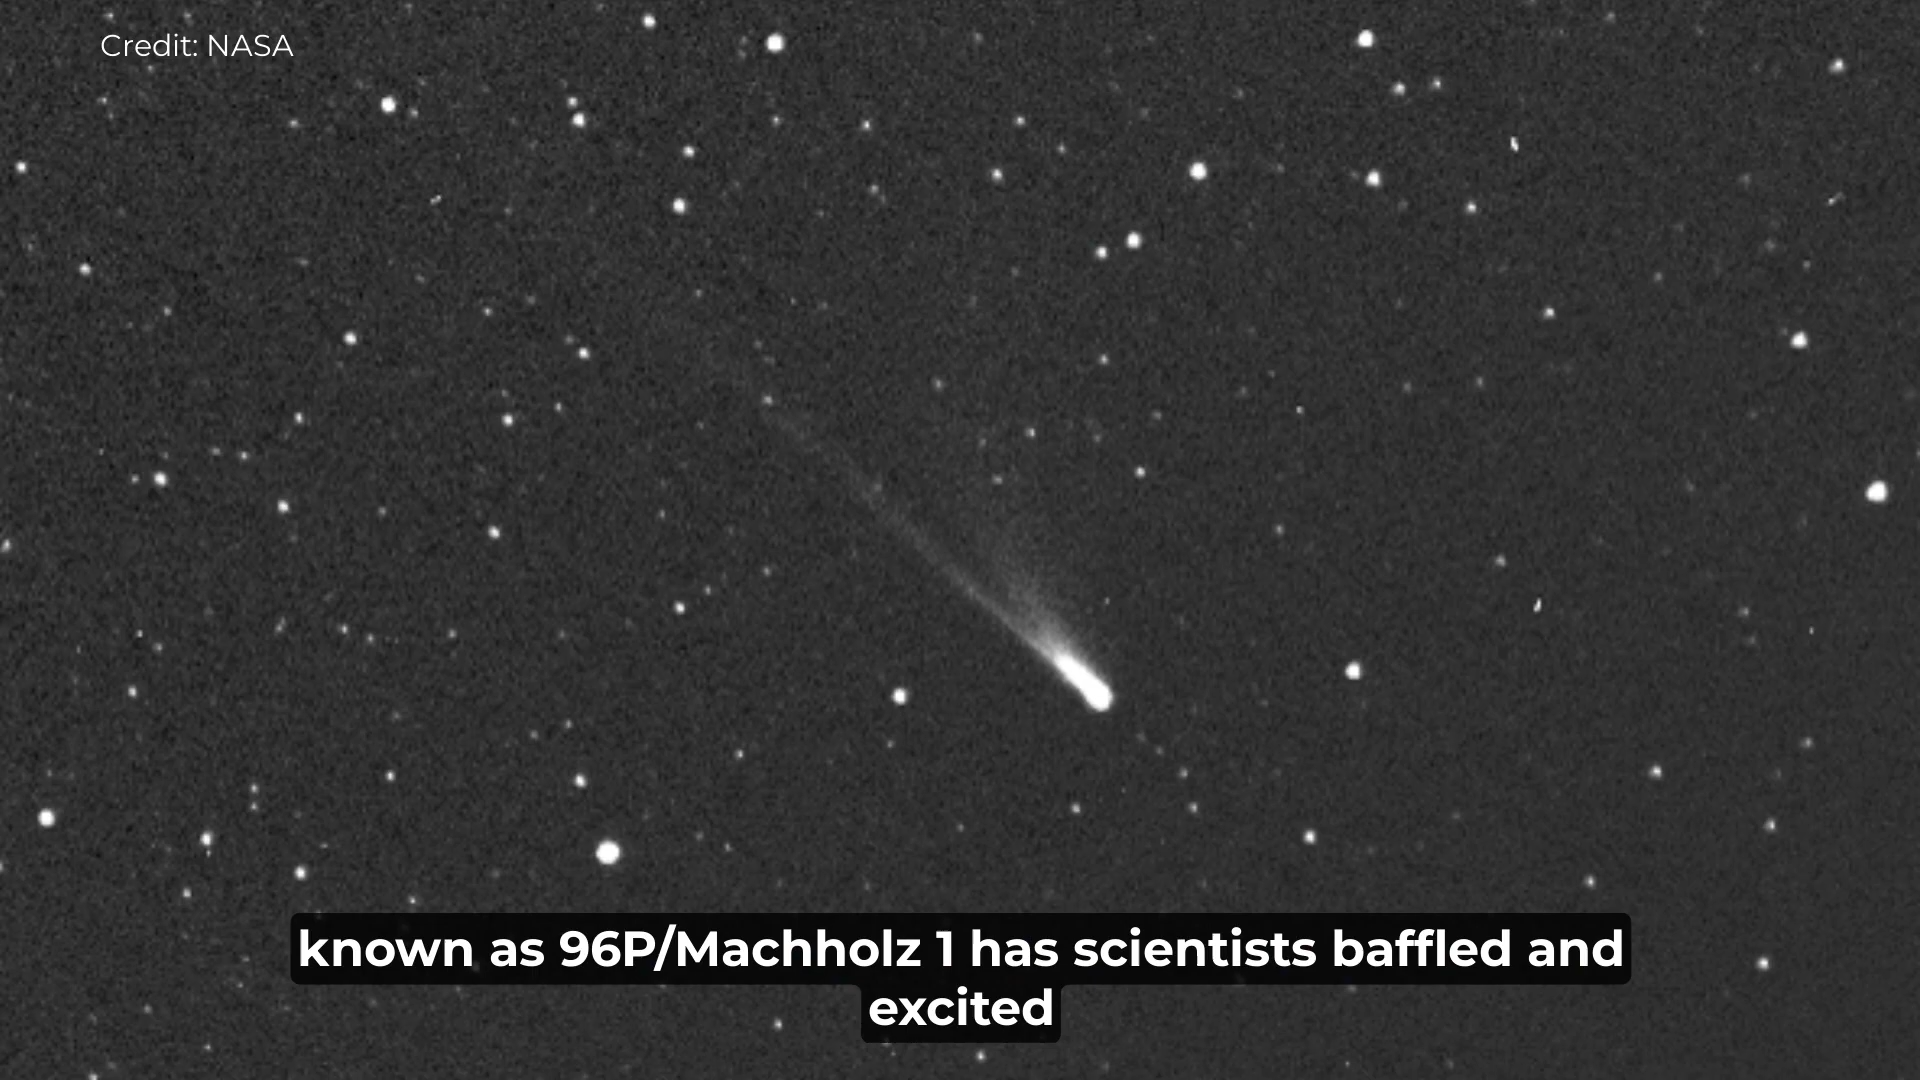 Credit: NASA
known as 96P/Machholz 1 has scientists baffled and
excited